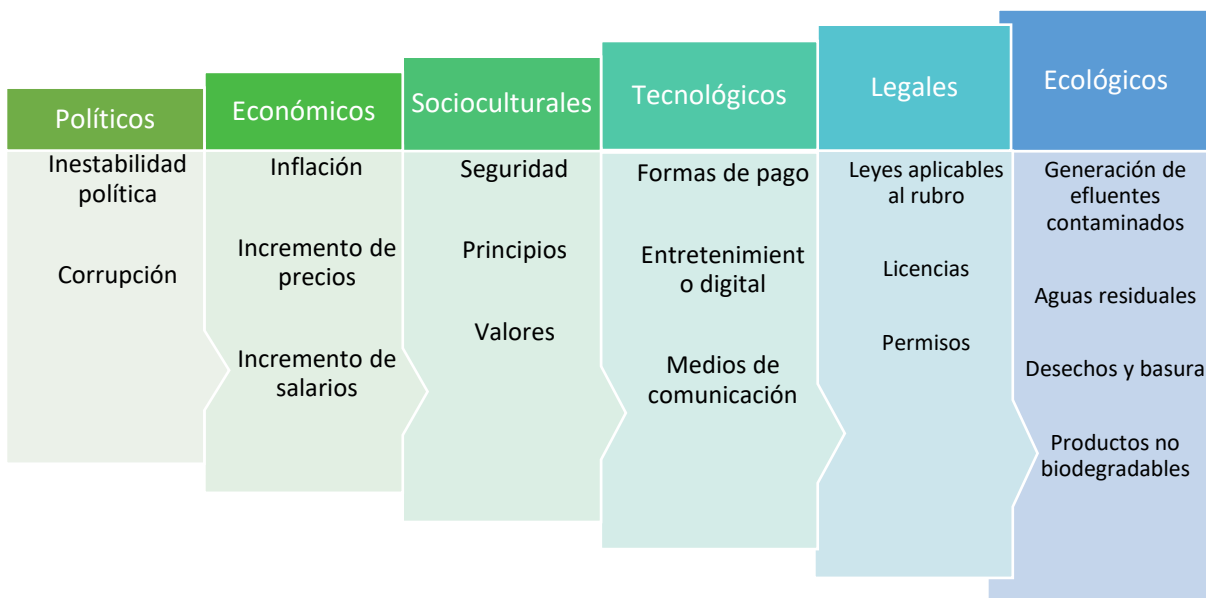 Políticos
Inestabilidad
política
Corrupción
Económicos
Inflación
Incremento de
precios
Incremento de
salarios
Socioculturales
Seguridad
Principios
Valores
Tecnológicos
Formas de pago
Entretenimient
o digital
Medios de
comunicación
Legales
Leyes aplicables
al rubro
Licencias
Permisos
Ecológicos
Generación de
efluentes
contaminados
Aguas residuales
Desechos y basura
Productos no
biodegradables